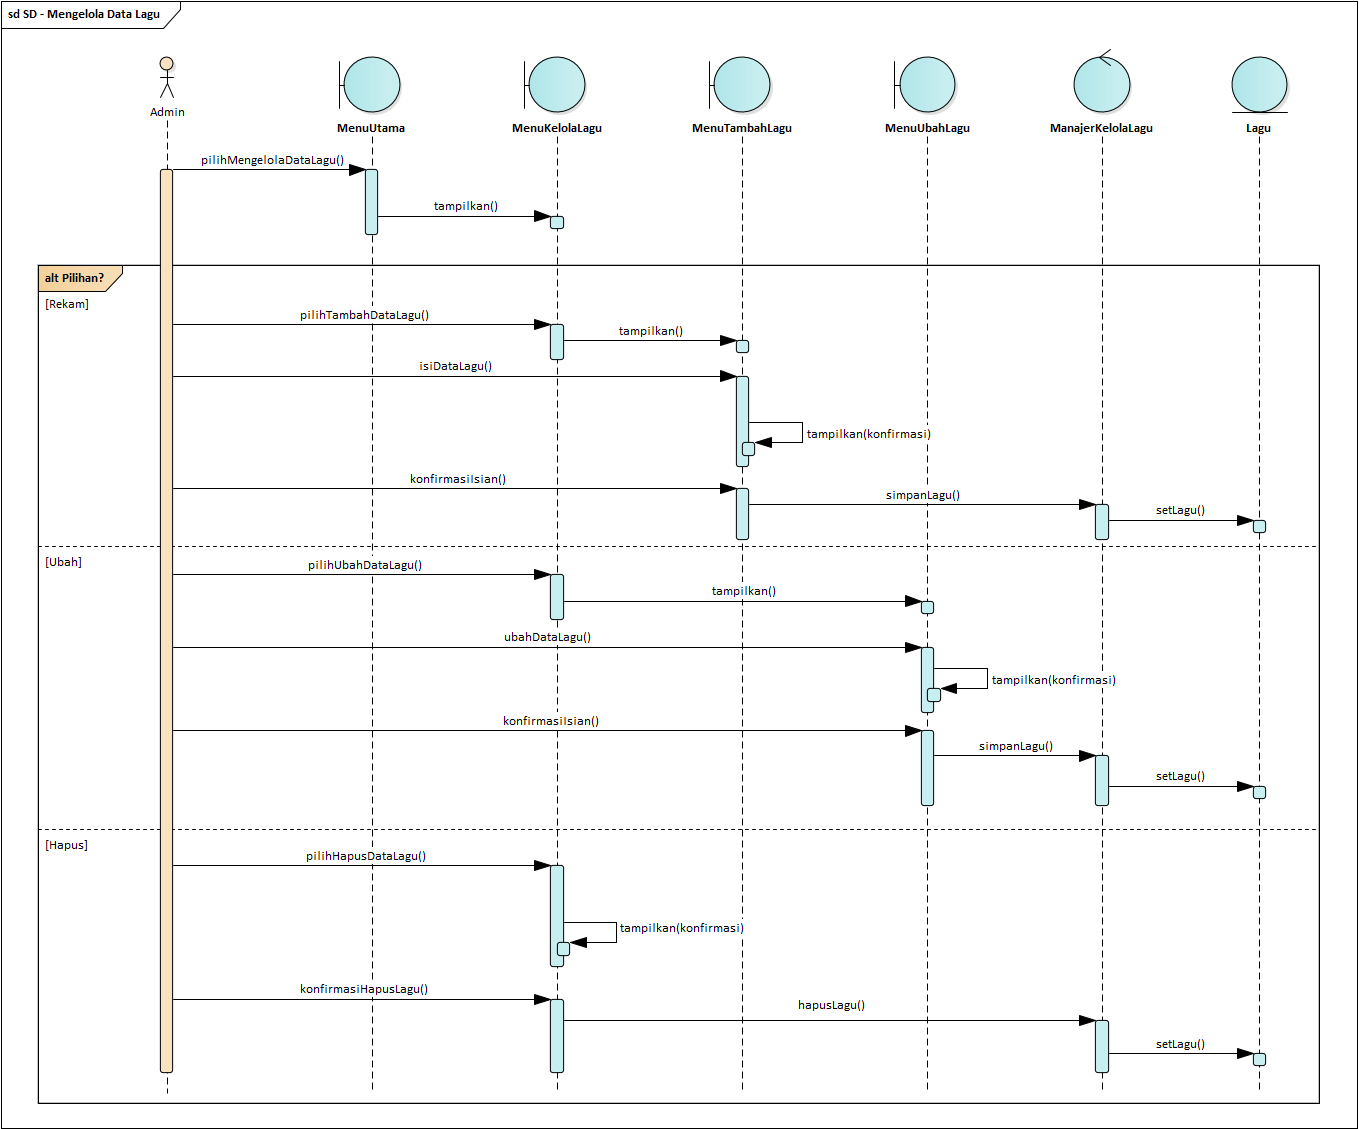 sd SD - Mengelola Data Lagu
Admin
MenuUtama
MenuKelolaLagu
MenuTambahLagu
MenuUbahLagu
ManajerKelolaLagu
Lagu
pilihMengelolaDataLagu()
tampilkan()
alt Pilihan?
[Rekam]
pilihTambahDataLagu()
tampilkan()
isiDataLagu()
tampilkan(konfirmasi)
konfirmasiIsian()
simpanLagu()
setLagu()
[Ubah]
pilihUbahDataLagu()
tampilkan()
ubahDataLagu()
tampilkan(konfirmasi)
konfirmasiIsian()
simpanLagu()
setLagu()
[Hapus]
pilihHapusDataLagu()
tampilkan(konfirmasi)
konfirmasiHapusLagu()
hapusLagu()
setLagu()